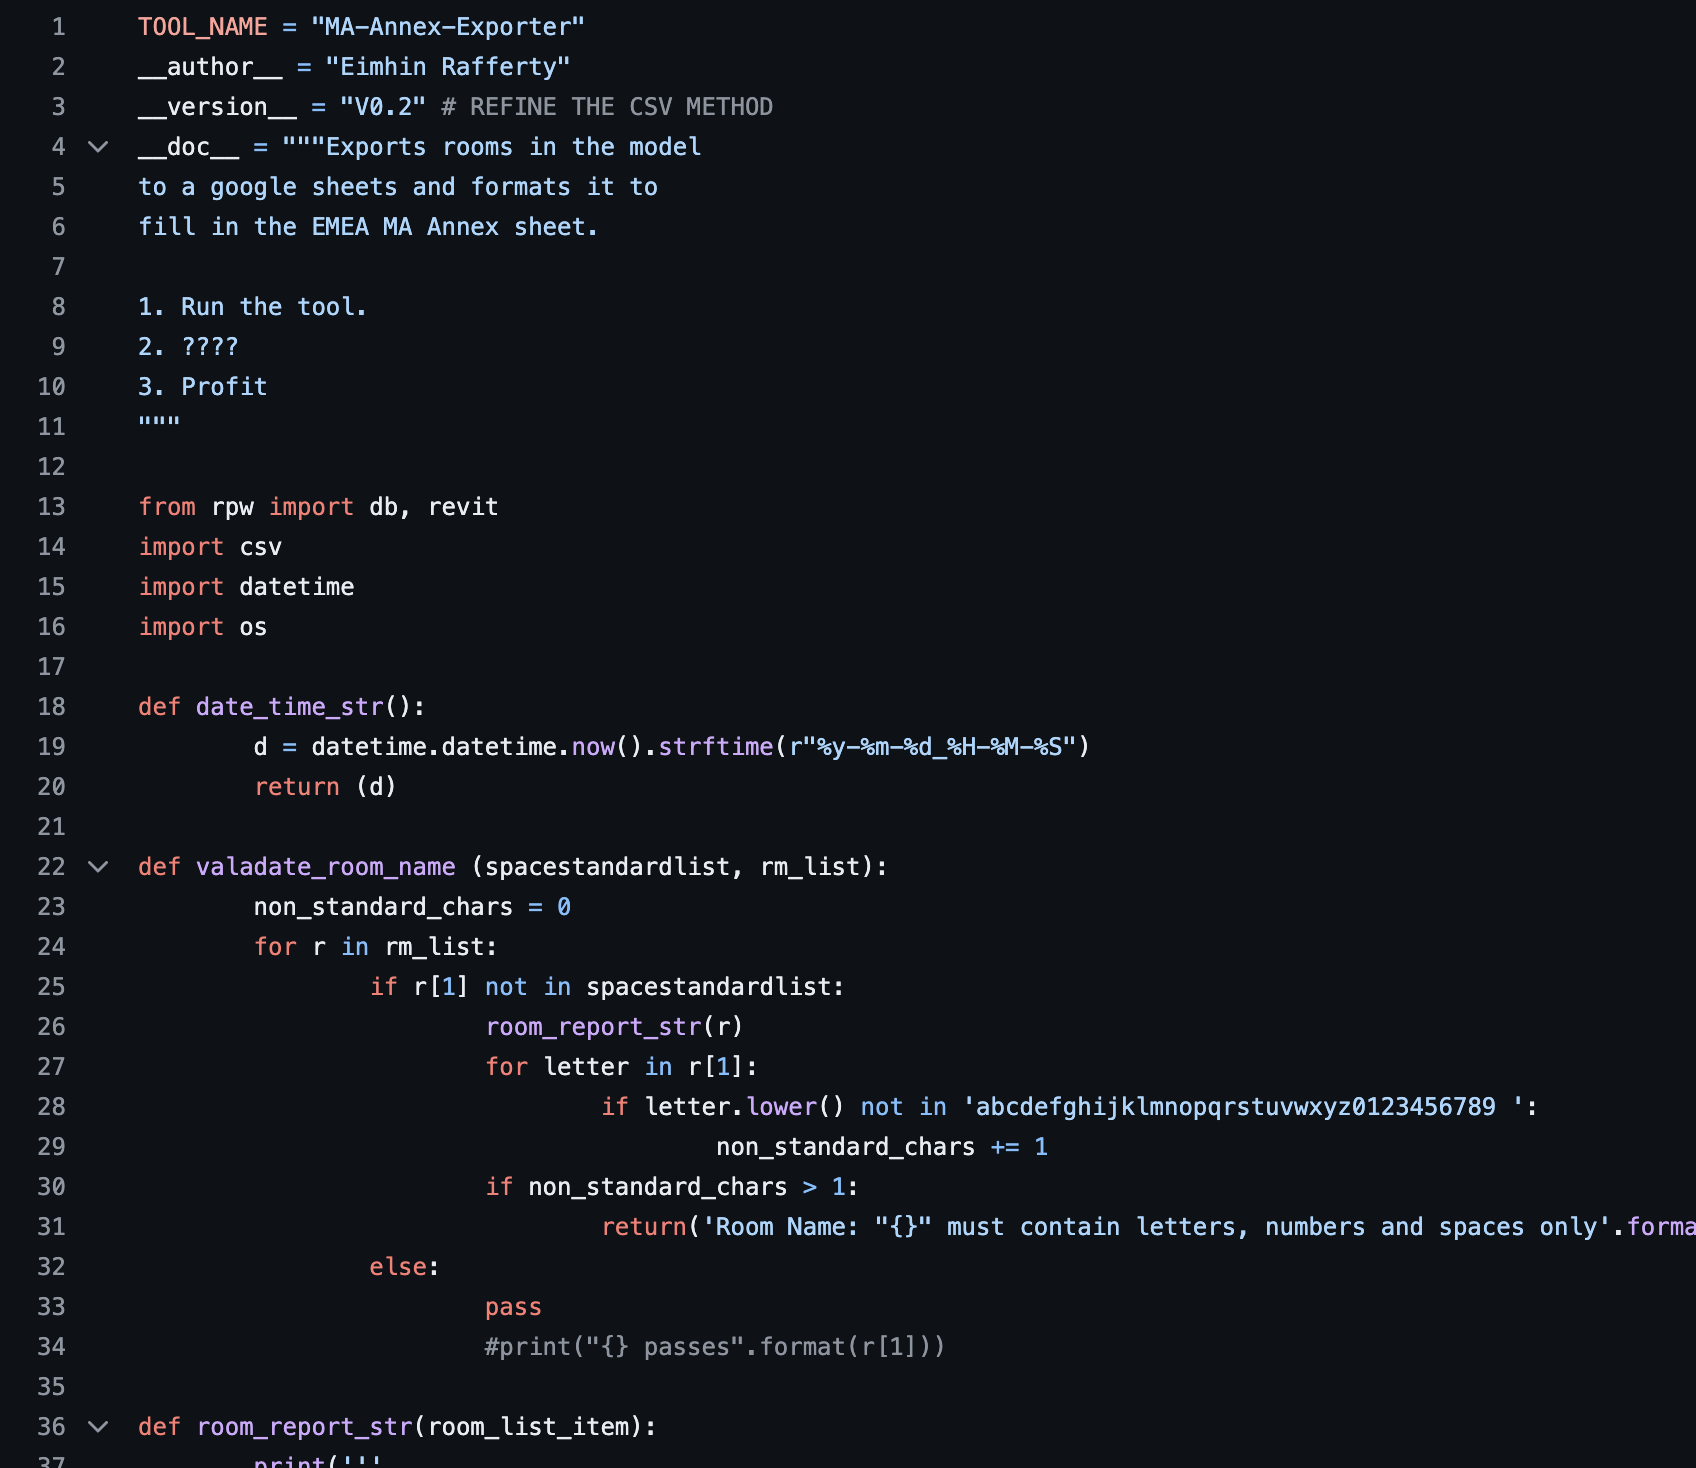 1 TOOL_NAME = "MA-Annex-Exporter"
2 __author__ = "Eimhin Rafferty"
3 __version__ = "V0.2" # REFINE THE CSV METHOD
4 __doc__ = """Exports rooms in the model
5 to a google sheets and formats it to
6 fill in the EMEA MA Annex sheet.
7
8 1. Run the tool.
9 2. ????
10 3. Profit
11 """
12
13 from rpw import db, revit
14 import csv
15 import datetime
16 import os
17
18 def date_time_str():
19 d = datetime.datetime.now().strftime(r"%y-%m-%d_%H-%M-%S")
20 return (d)
21
22 def valadate_room_name (spacestandardlist, rm_list):
23 non_standard_chars = 0
24 for r in rm_list:
25 if r[1] not in spacestandardlist:
26 room_report_str(r)
27 for letter in r[1]:
28 if letter.lower() not in 'abcdefghijklmnopqrstuvwxyz0123456789 ':
29 non_standard_chars += 1
30 if non_standard_chars > 1:
31 return('Room Name: "{}" must contain letters, numbers and spaces only'.forma
32 else:
33 pass
34 #print("{} passes".format(r[1]))
35
36 def room_report_str(room_list_item):
37 print('''